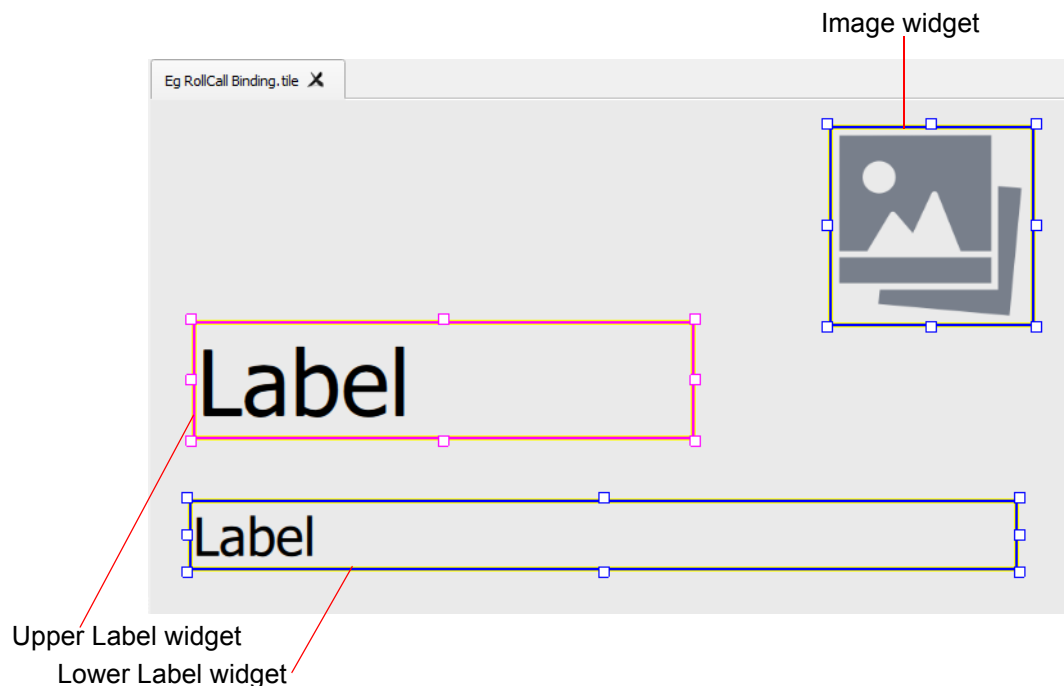 Image widget
Eg RollCall Binding.tile
Label
Label
Upper Label widget
Lower Label widget